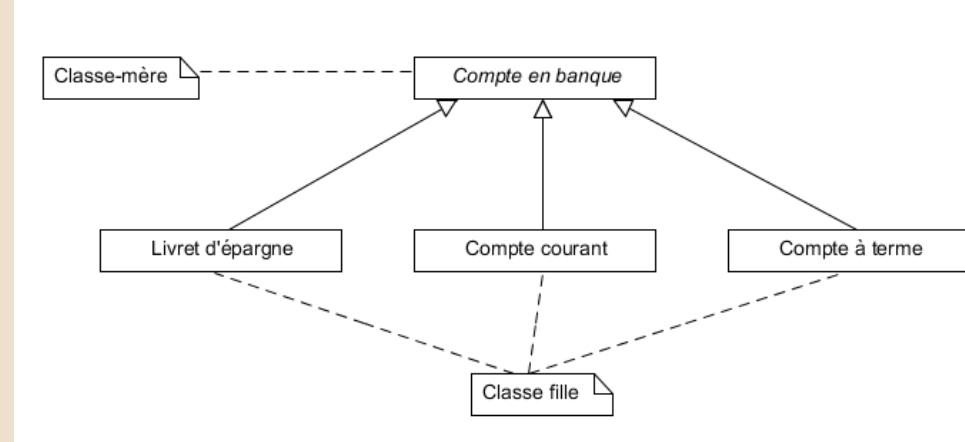 Classe-mère
Compte en banque
Livret d'épargne
Compte courant
Compte à terme
Classe fille